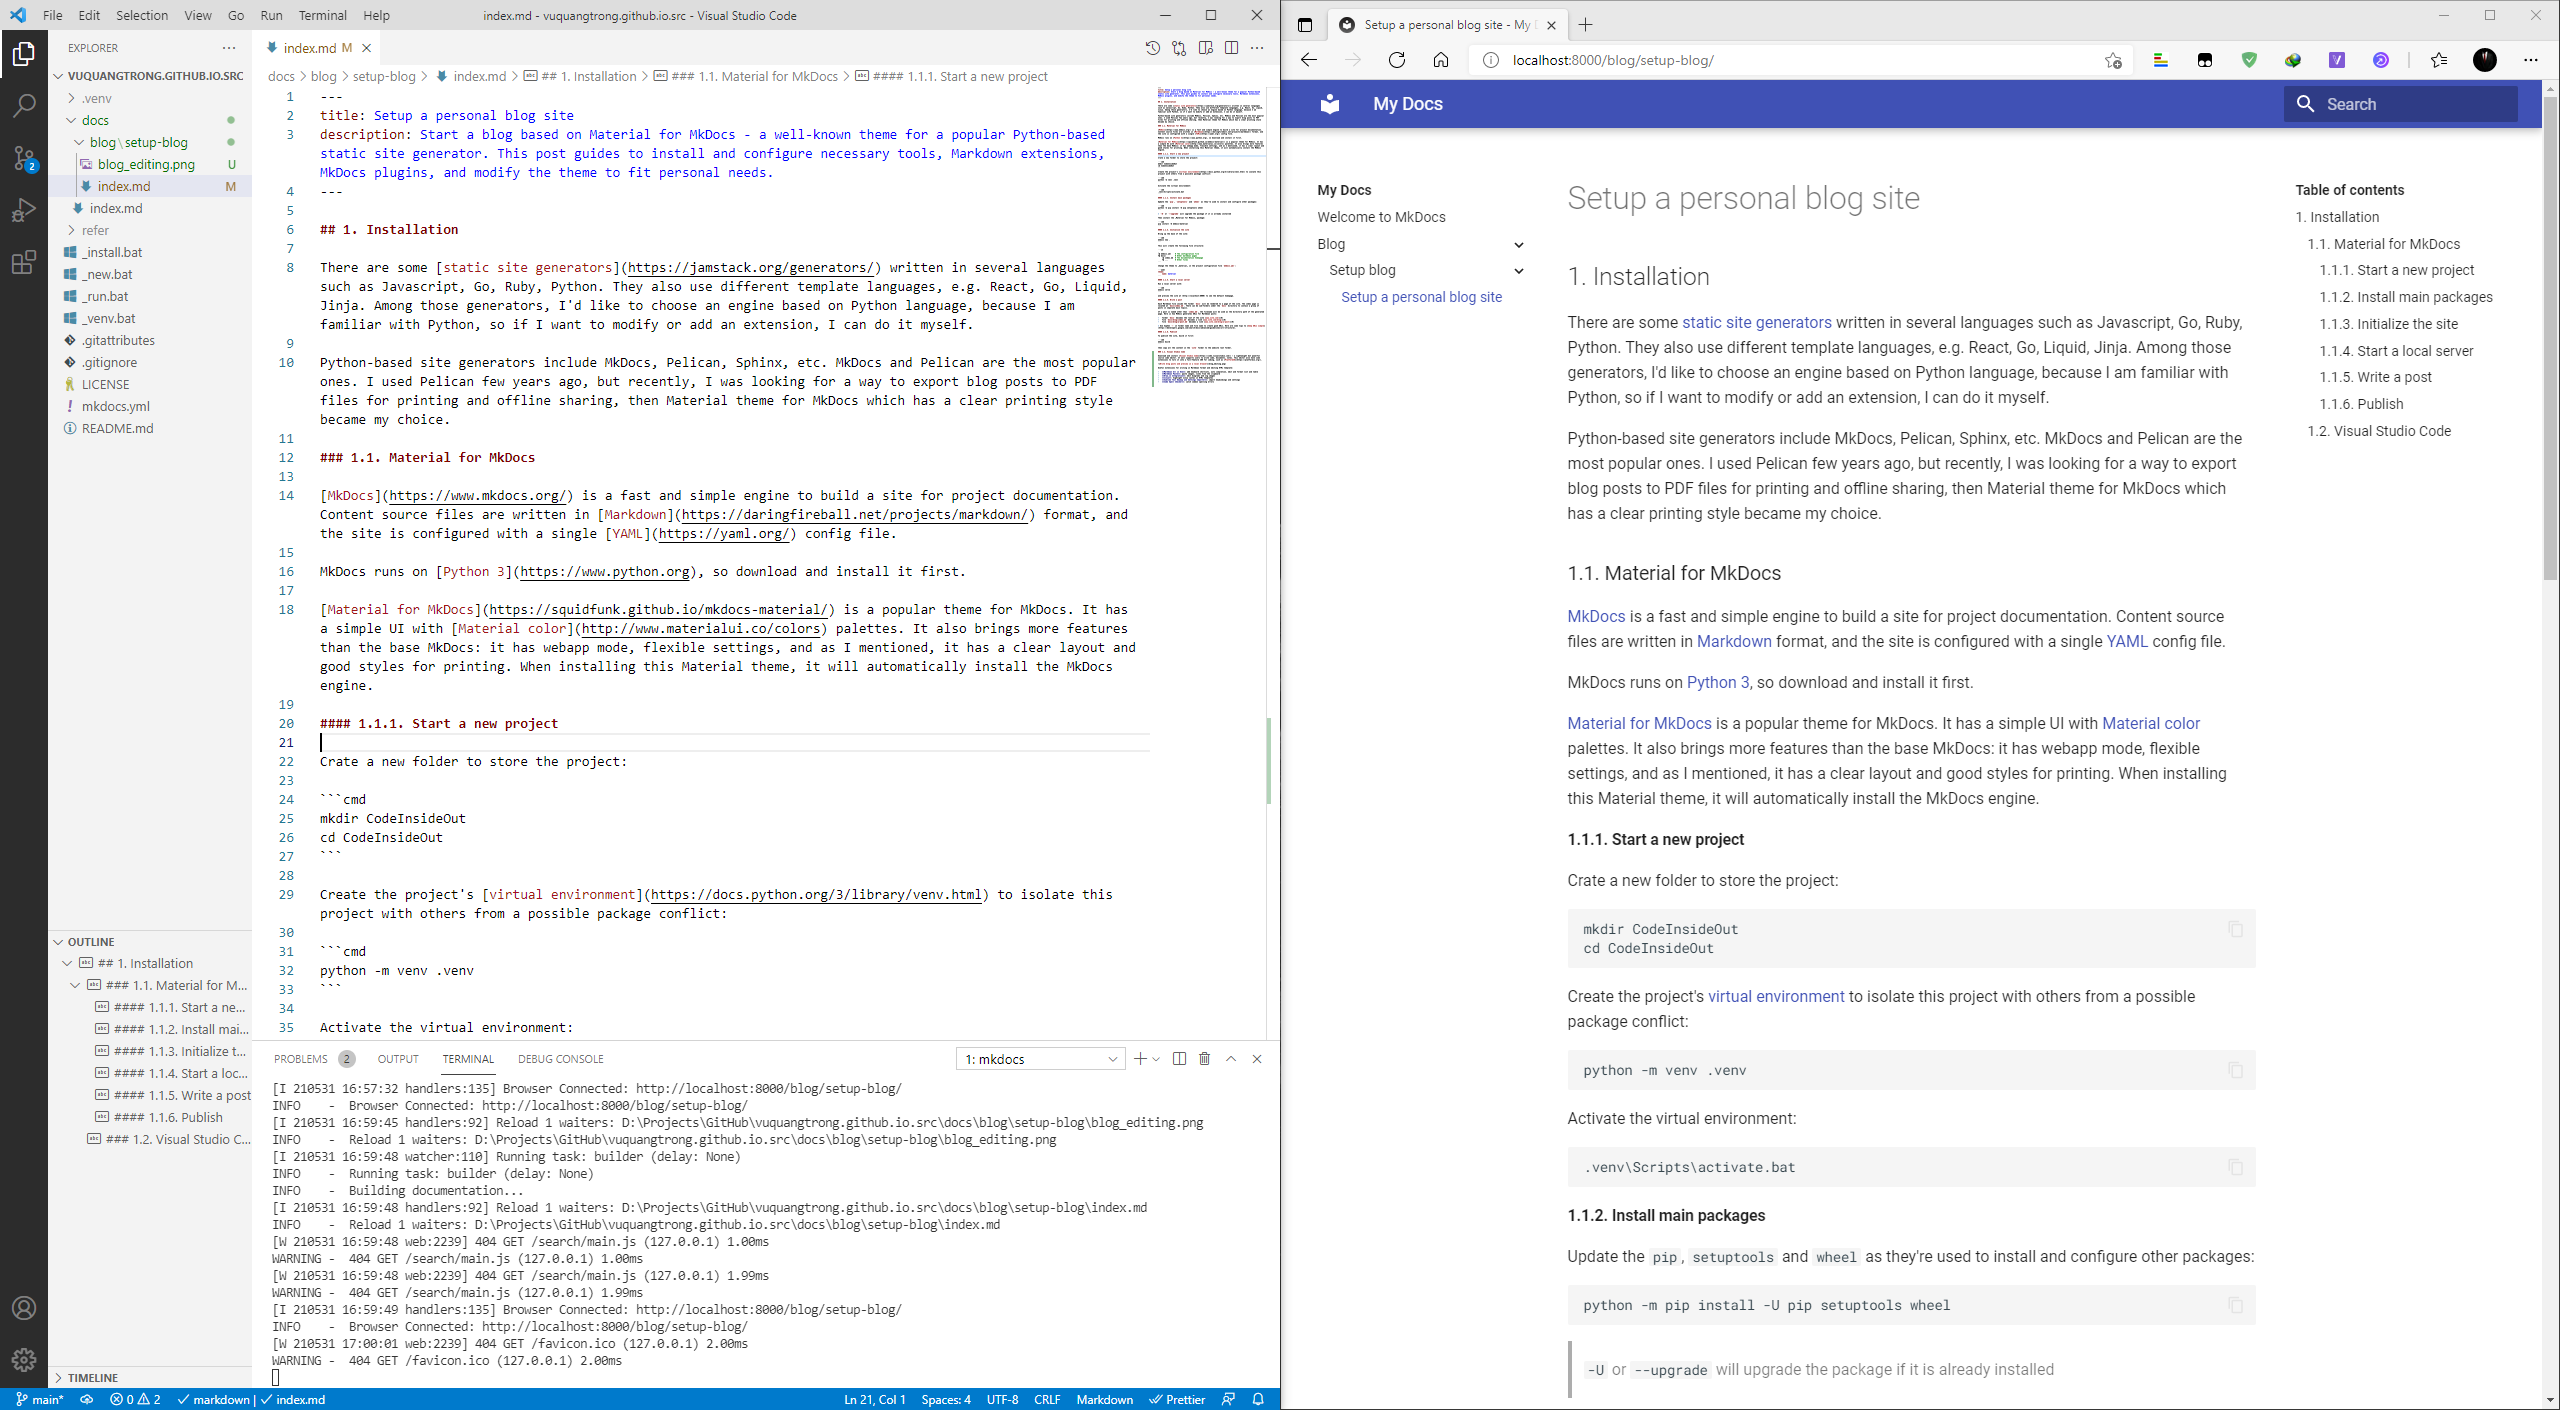 File Edit Selection View Go Run Terminal Help
index.md - vuquangtrong.github.io.src - Visual Studio Code
EXPLORER
VUQUANGTRONG.GITHUB.IO.SRC
.venv
docs
blog \ setup-blog
blog_editing.png U
index.md M
index.md
refer
_install.bat
_new.bat
_run.bat
_venv.bat
.gitattributes
.gitignore
LICENSE
mkdocs.yml
README.md
2
OUTLINE
## 1. Installation
### 1.1. Material for M...
#### 1.1.1. Start a ne...
#### 1.1.2. Install mai...
#### 1.1.3. Initialize t...
#### 1.1.4. Start a loc...
#### 1.1.5. Write a post
#### 1.1.6. Publish
### 1.2. Visual Studio C...
TIMELINE
index.md M
docs > blog > setup-blog > index.md > ## 1. Installation > ### 1.1. Material for MkDocs > #### 1.1.1. Start a new project
1 ---
2 title: Setup a personal blog site
3 description: Start a blog based on Material for MkDocs - a well-known theme for a popular Python-based
static site generator. This post guides to install and configure necessary tools, Markdown extensions,
MkDocs plugins, and modify the theme to fit personal needs.
4 ---
5
6 ## 1. Installation
7
8 There are some [static site generators](https://jamstack.org/generators/) written in several languages
such as Javascript, Go, Ruby, Python. They also use different template languages, e.g. React, Go, Liquid,
Jinja. Among those generators, I'd like to choose an engine based on Python language, because I am
familiar with Python, so if I want to modify or add an extension, I can do it myself.
9
10 Python-based site generators include MkDocs, Pelican, Sphinx, etc. MkDocs and Pelican are the most popular
ones. I used Pelican few years ago, but recently, I was looking for a way to export blog posts to PDF
files for printing and offline sharing, then Material theme for MkDocs which has a clear printing style
became my choice.
11
12 ### 1.1. Material for MkDocs
13
14 [MkDocs](https://www.mkdocs.org/) is a fast and simple engine to build a site for project documentation.
Content source files are written in [Markdown](https://daringfireball.net/projects/markdown/) format, and
the site is configured with a single [YAML](https://yaml.org/) config file.
15
16 MkDocs runs on [Python 3](https://www.python.org), so download and install it first.
17
18 [Material for MkDocs](https://squidfunk.github.io/mkdocs-material/) is a popular theme for MkDocs. It has
a simple UI with [Material color](http://www.materialui.co/colors) palettes. It also brings more features
than the base MkDocs: it has webapp mode, flexible settings, and as I mentioned, it has a clear layout and
good styles for printing. When installing this Material theme, it will automatically install the MkDocs
engine.
19
20 #### 1.1.1. Start a new project
21
22 Crate a new folder to store the project:
23
24 ```cmd
25 mkdir CodeInsideOut
26 cd CodeInsideOut
27 ```
28
29 Create the project's [virtual environment](https://docs.python.org/3/library/venv.html) to isolate this
project with others from a possible package conflict:
30
31 ```cmd
32 python -m venv .venv
33 ```
34
35 Activate the virtual environment:
PROBLEMS 2 OUTPUT TERMINAL DEBUG CONSOLE 1: mkdocs
[I 210531 16:57:32 handlers:135] Browser Connected: http://localhost:8000/blog/setup-blog/
INFO - Browser Connected: http://localhost:8000/blog/setup-blog/
[I 210531 16:59:45 handlers:92] Reload 1 waiters: D:\Projects\GitHub\vuquangtrong.github.io.src\docs\blog\setup-blog\blog_editing.png
INFO - Reload 1 waiters: D:\Projects\GitHub\vuquangtrong.github.io.src\docs\blog\setup-blog\blog_editing.png
[I 210531 16:59:48 watcher:110] Running task: builder (delay: None)
INFO - Running task: builder (delay: None)
INFO - Building documentation...
[I 210531 16:59:48 handlers:92] Reload 1 waiters: D:\Projects\GitHub\vuquangtrong.github.io.src\docs\blog\setup-blog\index.md
INFO - Reload 1 waiters: D:\Projects\GitHub\vuquangtrong.github.io.src\docs\blog\setup-blog\index.md
[W 210531 16:59:48 web:2239] 404 GET /search/main.js (127.0.0.1) 1.00ms
WARNING - 404 GET /search/main.js (127.0.0.1) 1.00ms
[W 210531 16:59:48 web:2239] 404 GET /search/main.js (127.0.0.1) 1.99ms
WARNING - 404 GET /search/main.js (127.0.0.1) 1.99ms
[I 210531 16:59:49 handlers:135] Browser Connected: http://localhost:8000/blog/setup-blog/
INFO - Browser Connected: http://localhost:8000/blog/setup-blog/
[W 210531 17:00:01 web:2239] 404 GET /favicon.ico (127.0.0.1) 2.00ms
WARNING - 404 GET /favicon.ico (127.0.0.1) 2.00ms
main* 0 2 markdown | index.md Ln 21, Col 1 Spaces: 4 UTF-8 CRLF Markdown Prettier
Setup a personal blog site - My
localhost:8000/blog/setup-blog/
My Docs
Search
My Docs
Welcome to MkDocs
Blog
Setup blog
Setup a personal blog site
Setup a personal blog site
1. Installation
There are some static site generators written in several languages such as Javascript, Go, Ruby,
Python. They also use different template languages, e.g. React, Go, Liquid, Jinja. Among those
generators, I'd like to choose an engine based on Python language, because I am familiar with
Python, so if I want to modify or add an extension, I can do it myself.
Python-based site generators include MkDocs, Pelican, Sphinx, etc. MkDocs and Pelican are the
most popular ones. I used Pelican few years ago, but recently, I was looking for a way to export
blog posts to PDF files for printing and offline sharing, then Material theme for MkDocs which
has a clear printing style became my choice.
1.1. Material for MkDocs
MkDocs is a fast and simple engine to build a site for project documentation. Content source
files are written in Markdown format, and the site is configured with a single YAML config file.
MkDocs runs on Python 3, so download and install it first.
Material for MkDocs is a popular theme for MkDocs. It has a simple UI with Material color
palettes. It also brings more features than the base MkDocs: it has webapp mode, flexible
settings, and as I mentioned, it has a clear layout and good styles for printing. When installing
this Material theme, it will automatically install the MkDocs engine.
1.1.1. Start a new project
Crate a new folder to store the project:
mkdir CodeInsideOut
cd CodeInsideOut
Create the project's virtual environment to isolate this project with others from a possible
package conflict:
python -m venv .venv
Activate the virtual environment:
.venv\Scripts\activate.bat
1.1.2. Install main packages
Update the pip, setuptools and wheel as they're used to install and configure other packages:
python -m pip install -U pip setuptools wheel
-U or --upgrade will upgrade the package if it is already installed
Table of contents
1. Installation
1.1. Material for MkDocs
1.1.1. Start a new project
1.1.2. Install main packages
1.1.3. Initialize the site
1.1.4. Start a local server
1.1.5. Write a post
1.1.6. Publish
1.2. Visual Studio Code